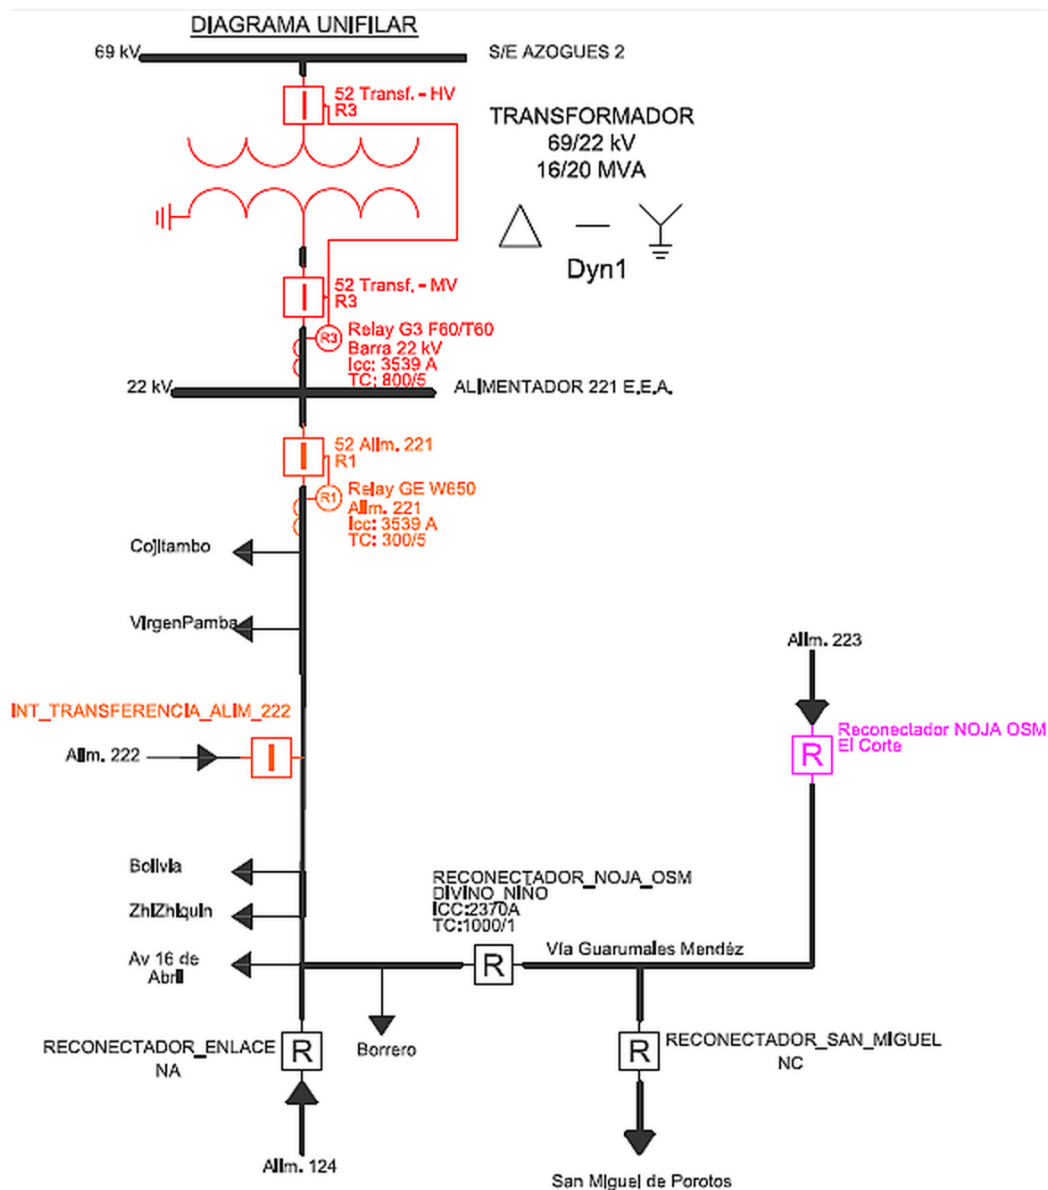 DIAGRAMA UNIFILAR
69 kV
S/E AZOGUES 2
52 Transf. - HV
R3
TRANSFORMADOR
69/22 kV
16/20 MVA
Dyn1
52 Transf. - MV
R3
R3
Relay G3 F60/T60
Barra 22 kV
Icc: 3539 A
TC: 800/5
22 kV
ALIMENTADOR 221 E.E.A.
52 Alim. 221
R1
R1
Relay GE W650
Alim. 221
Icc: 3539 A
TC: 300/5
Cojitambo
VirgenPamba
Alim. 223
INT_TRANSFERENCIA_ALIM_222
Alim. 222
I
Reconectador NOJA OSM
El Corte
R
Bolivia
ZhiZhiquin
Av 16 de
Abril
RECONECTADOR_NOJA_OSM
DIVINO_NIÑO
ICC:2370A
TC:1000/1
R
Vía Guarumales Mendéz
Borrero
RECONECTADOR_ENLACE
NA
R
R
RECONECTADOR_SAN_MIGUEL
NC
Alim. 124
San Miguel de Porotos